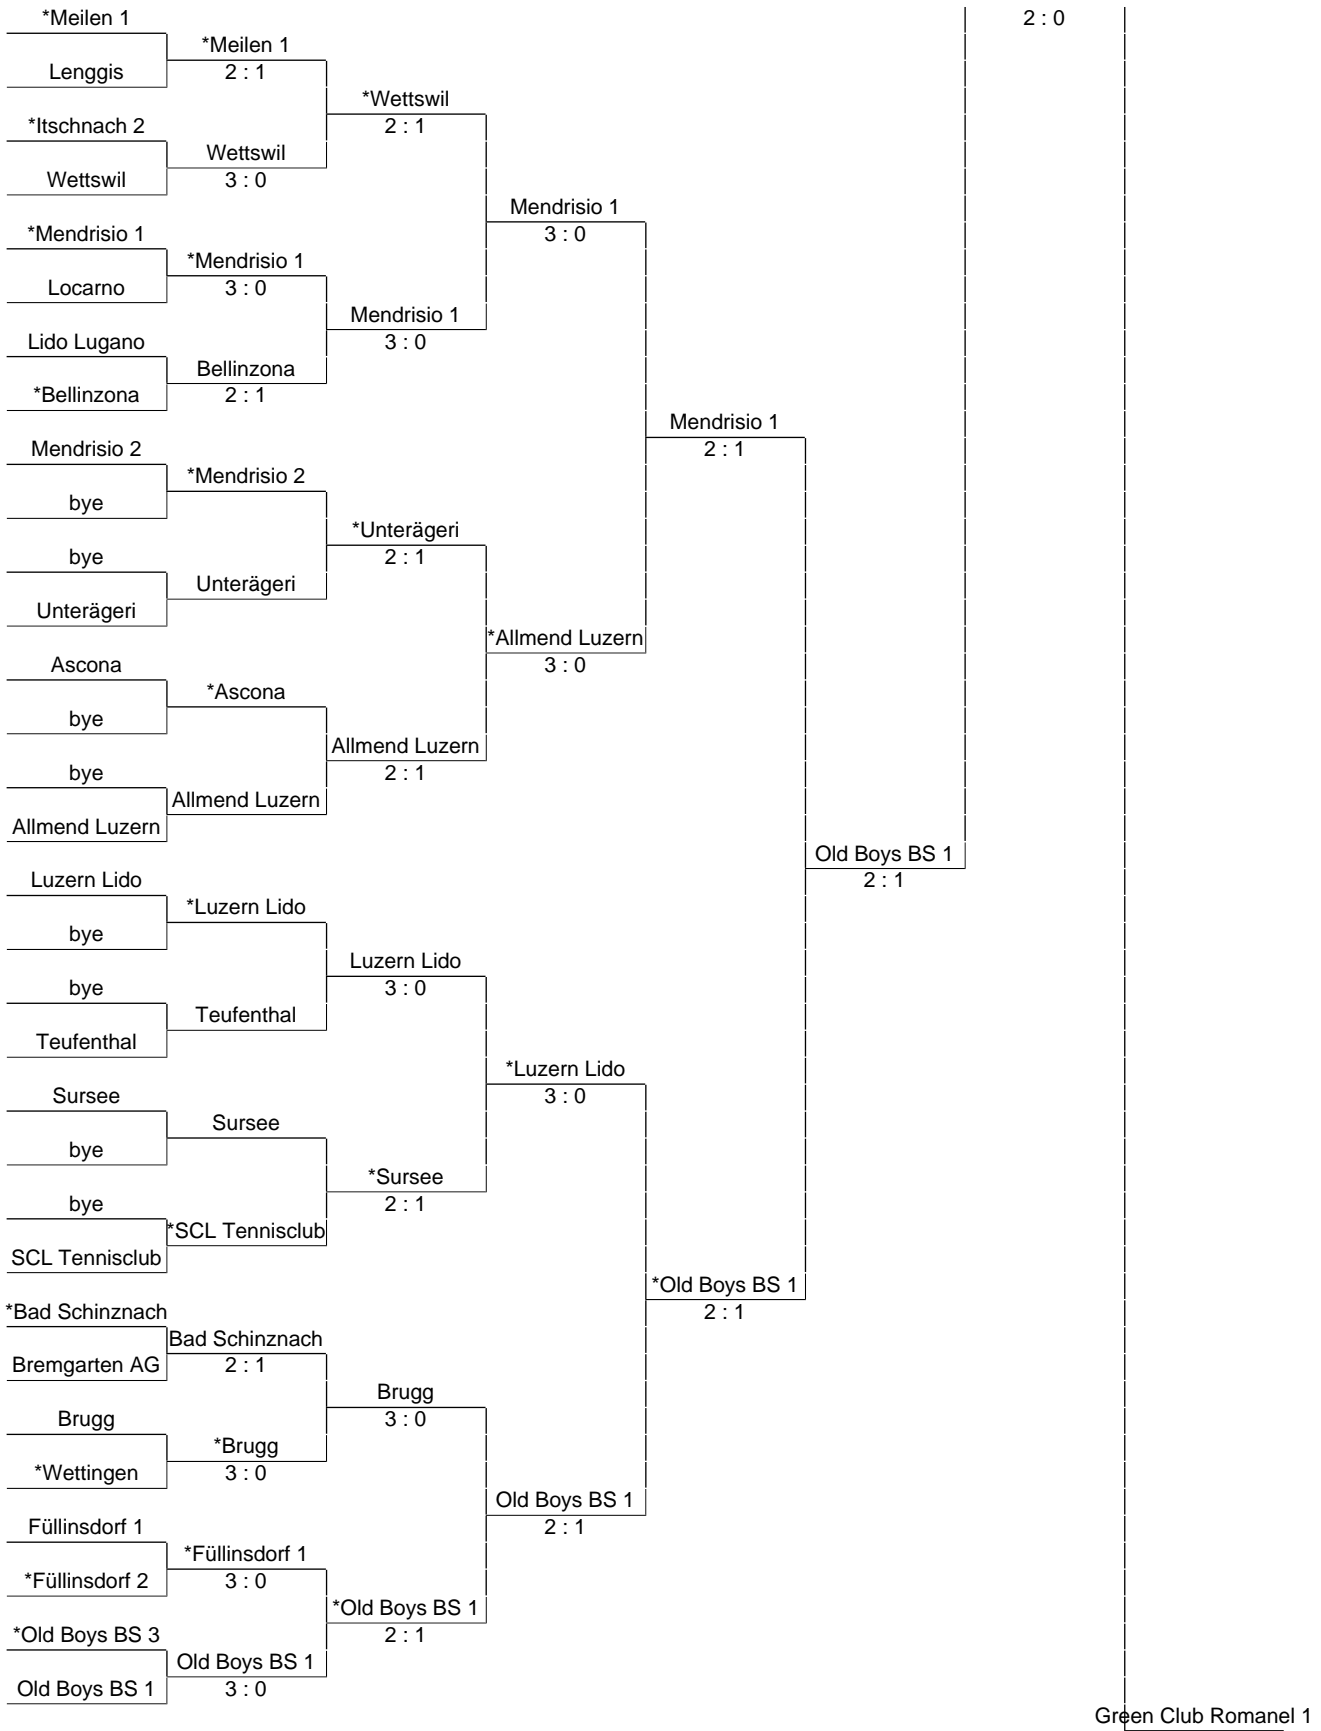 *Meilen 1
2 : 0
*Meilen 1
Lenggis
2 : 1
*Wettswil
*Itschnach 2
2 : 1
Wettswil
Wettswil
3 : 0
Mendrisio 1
*Mendrisio 1
3 : 0
*Mendrisio 1
Locarno
3 : 0
Mendrisio 1
Lido Lugano
3 : 0
Bellinzona
*Bellinzona
2 : 1
Mendrisio 1
Mendrisio 2
2 : 1
*Mendrisio 2
bye
*Unterägeri
bye
2 : 1
Unterägeri
Unterägeri
*Allmend Luzern
Ascona
3 : 0
*Ascona
bye
Allmend Luzern
bye
2 : 1
Allmend Luzern
Allmend Luzern
Old Boys BS 1
Luzern Lido
2 : 1
*Luzern Lido
bye
Luzern Lido
bye
3 : 0
Teufenthal
Teufenthal
*Luzern Lido
Sursee
3 : 0
Sursee
bye
*Sursee
bye
2 : 1
*SCL Tennisclub
SCL Tennisclub
*Old Boys BS 1
*Bad Schinznach
2 : 1
Bad Schinznach
Bremgarten AG
2 : 1
Brugg
Brugg
3 : 0
*Brugg
*Wettingen
3 : 0
Old Boys BS 1
Füllinsdorf 1
2 : 1
*Füllinsdorf 1
*Füllinsdorf 2
3 : 0
*Old Boys BS 1
*Old Boys BS 3
2 : 1
Old Boys BS 1
Old Boys BS 1
3 : 0
Green Club Romanel 1